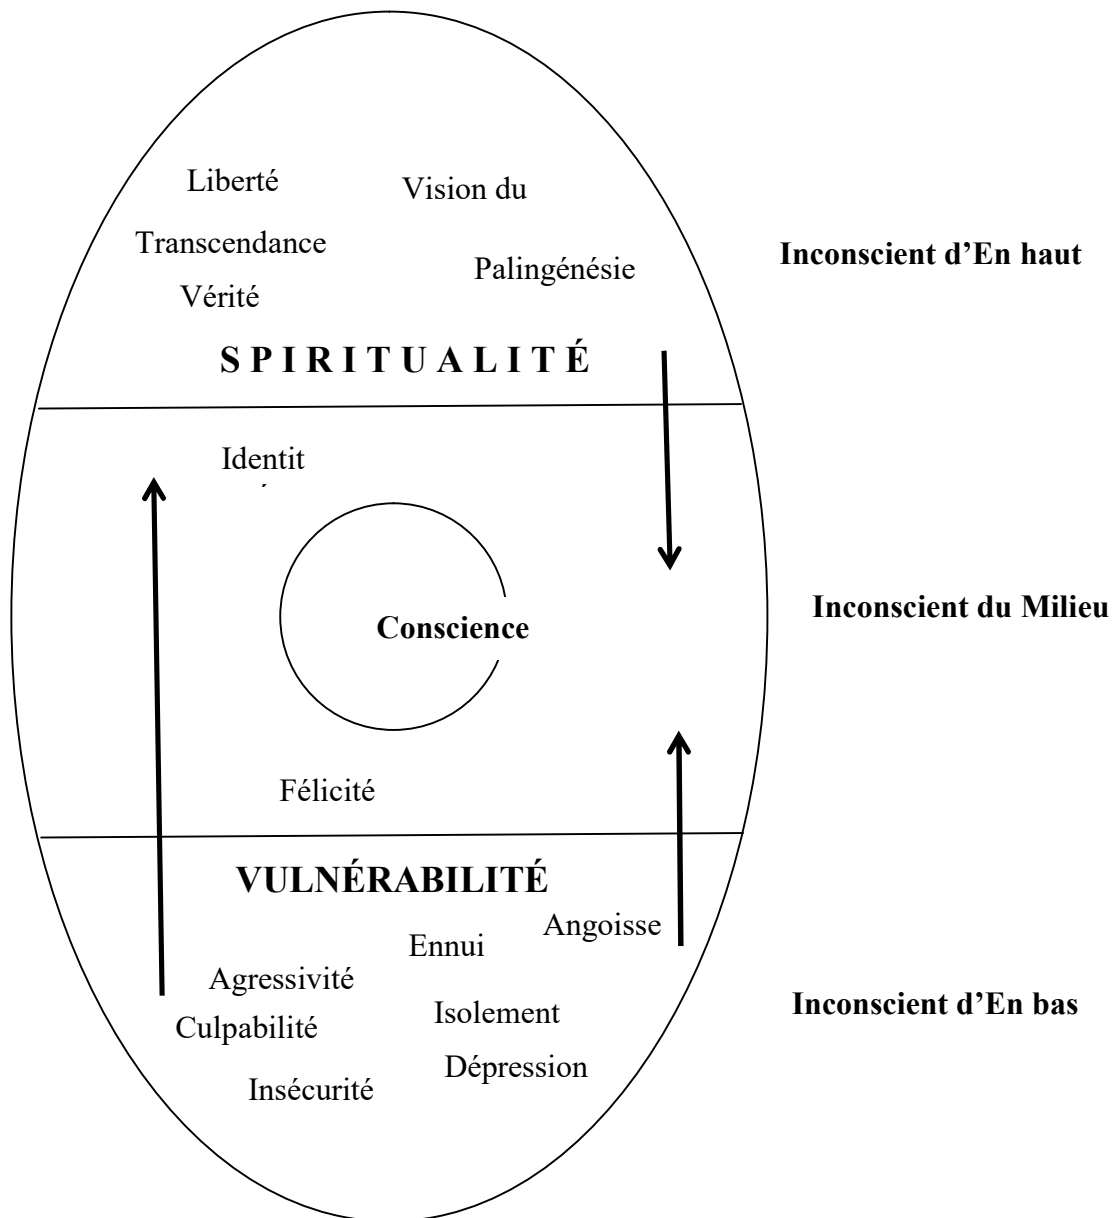 Liberté
Vision du
Transcendance
Palingénésie
Vérité
Inconscient d’En haut
S P I R I T U A L I T É
Identit
Conscience
Inconscient du Milieu
Félicité
VULNÉRABILITÉ
Angoisse
Ennui
Agressivité
Isolement
Culpabilité
Inconscient d’En bas
Dépression
Insécurité